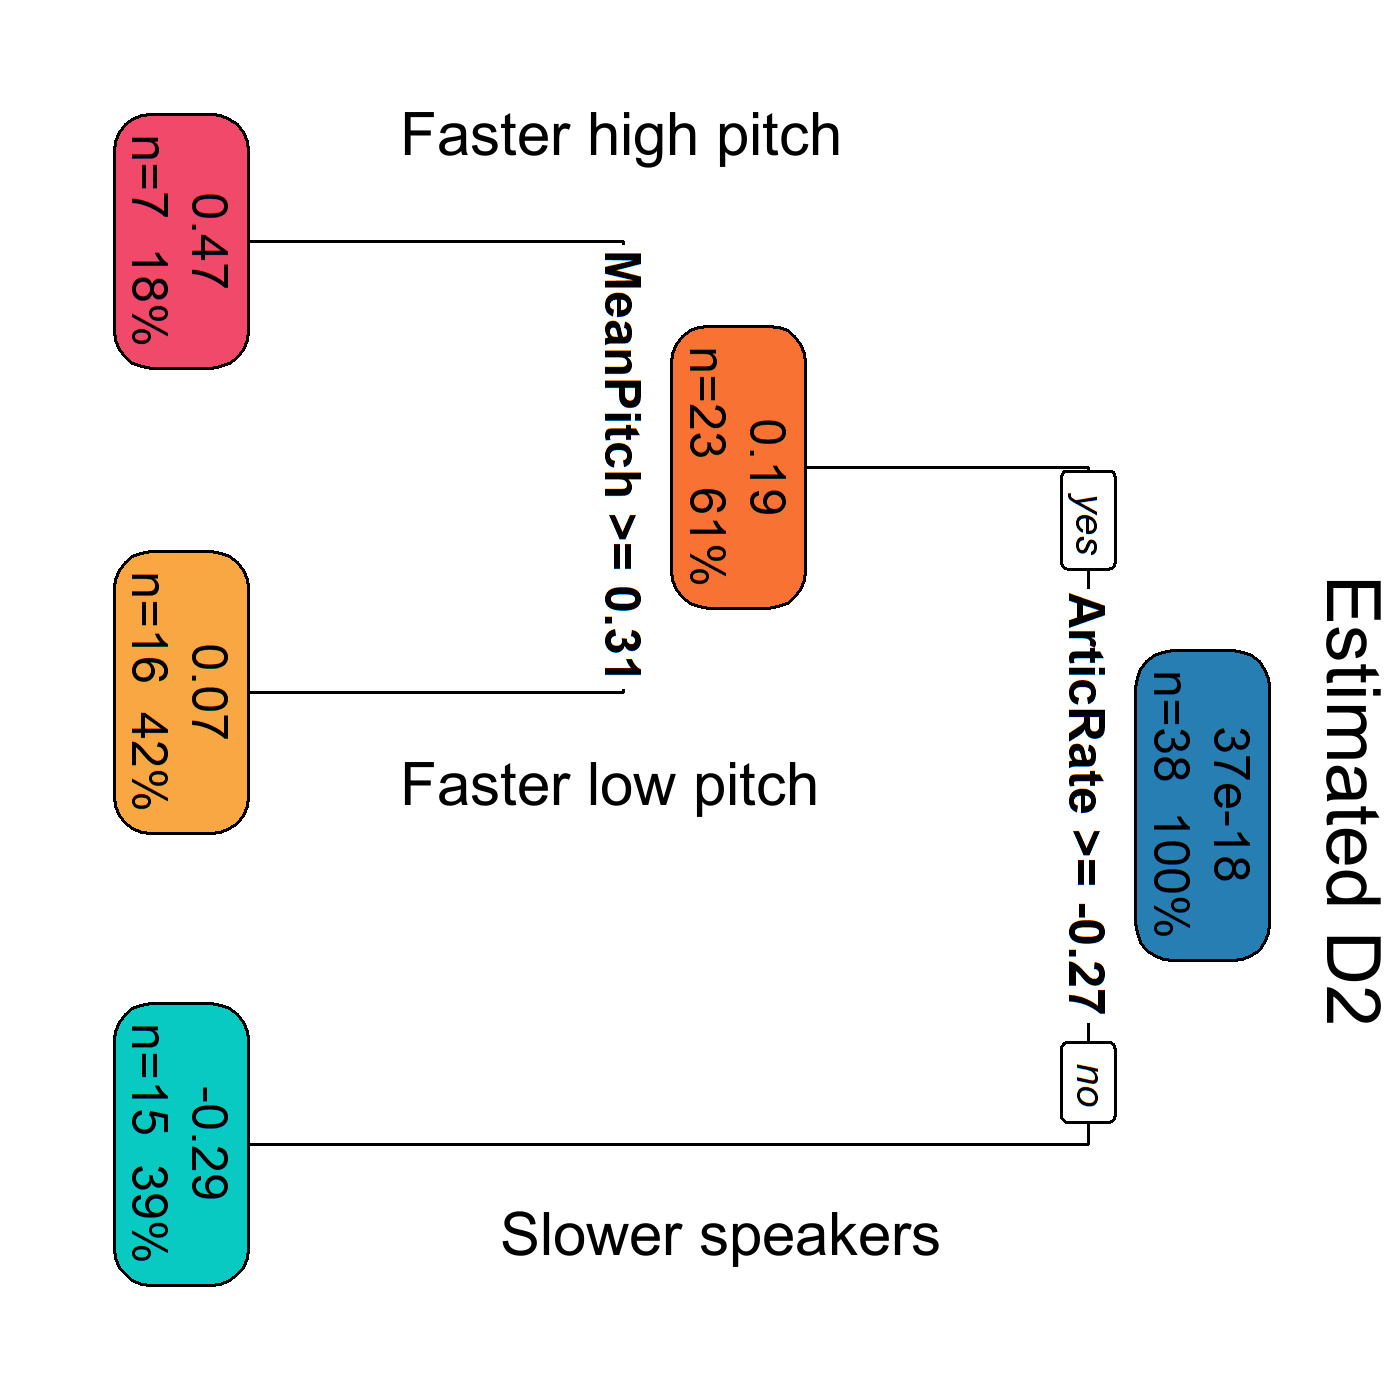 Estimated D2
37e-18
n=38 100%
yes
ArticRate >= -0.27
no
0.19
n=23 61%
MeanPitch >= 0.31
0.47
n=7 18%
0.07
n=16 42%
-0.29
n=15 39%
Faster high pitch
Faster low pitch
Slower speakers